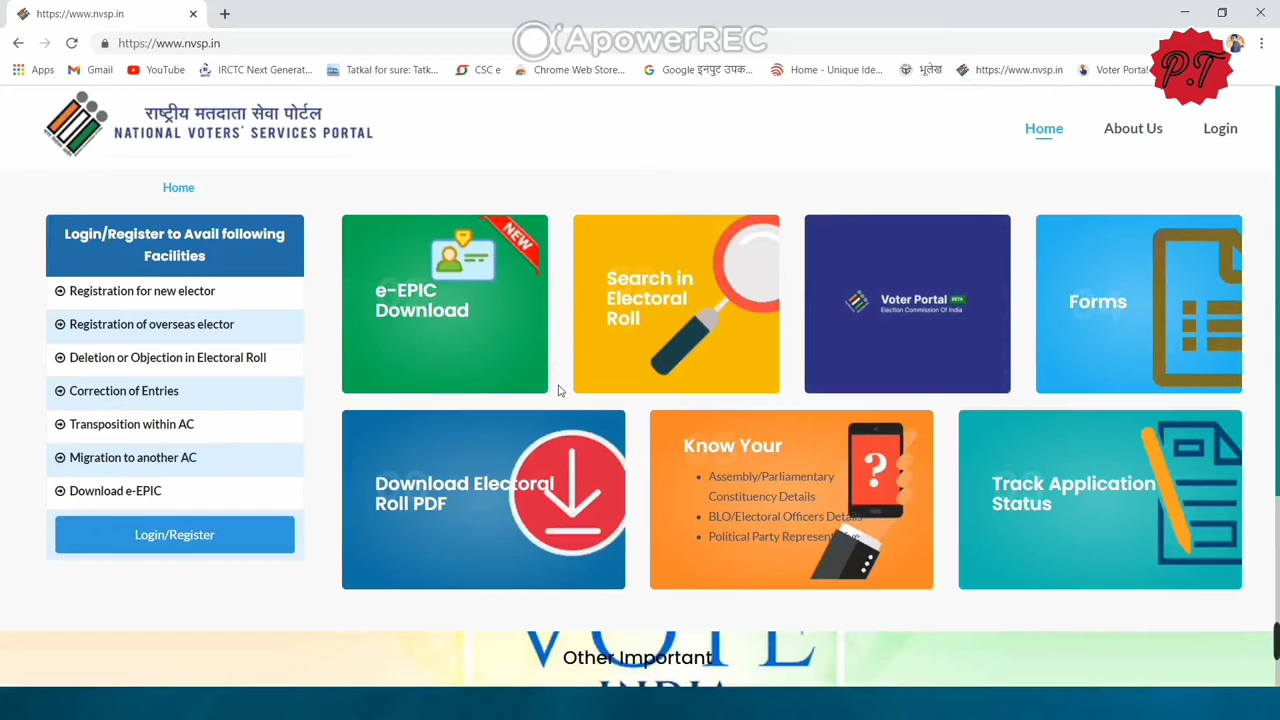 https://www.nvsp.in
ApowerREC
https://www.nvsp.in
Apps
Gmail
YouTube
IRCTC Next Generat...
Tatkal for sure: Tatk...
CSC e
Chrome Web Store...
Google इनपुट उपक...
Home - Unique Ide...
भूलेख
https://www.nvsp.in
Voter Portal
P.T
राष्ट्रीय मतदाता सेवा पोर्टल
NATIONAL VOTERS' SERVICES PORTAL
Home
About Us
Login
Home
Login/Register to Avail following
Facilities
Registration for new elector
Registration of overseas elector
Deletion or Objection in Electoral Roll
Correction of Entries
Transposition within AC
Migration to another AC
Download e-EPIC
Login/Register
NEW
e-EPIC
Download
Search in
Electoral
Roll
Voter Portal BETA
Election Commission Of India
Forms
Download Electoral
Roll PDF
Know Your
?
Assembly/Parliamentary
Constituency Details
BLO/Electoral Officers Details
Political Party Representative
Track Application
Status
VOTE
Other Important
INDIA